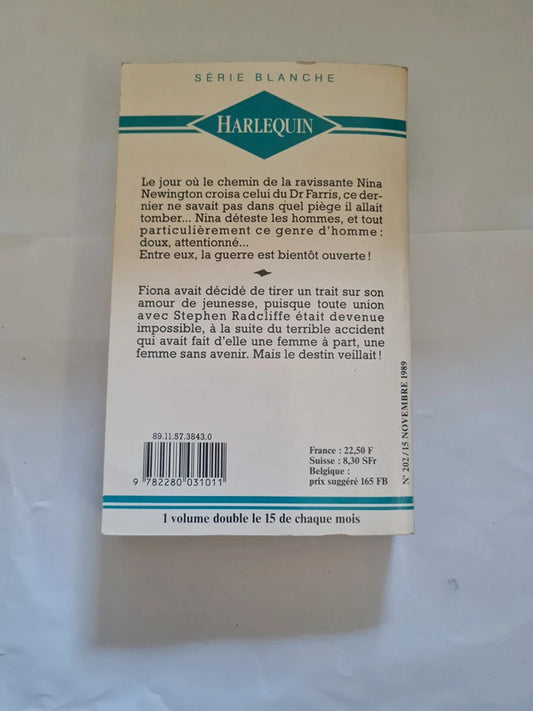 SÉRIE BLANCHE
HARLEQUIN
Le jour où le chemin de la ravissante Nina
Newington croisa celui du Dr Farris, ce der-
nier ne savait pas dans quel piège il allait
tomber... Nina déteste les hommes, et tout
particulièrement ce genre d'homme :
doux, attentionné...
Entre eux, la guerre est bientôt ouverte !
Fiona avait décidé de tirer un trait sur son
amour de jeunesse, puisque toute union
avec Stephen Radcliffe était devenue
impossible, à la suite du terrible accident
qui avait fait d'elle une femme à part, une
femme sans avenir. Mais le destin veillait !
89.11.57.3843.0
9 782280 031011
France : 22,50 F
Suisse : 8,30 SFr
Belgique :
prix suggéré 165 FB
N° 202/15 NOVEMBRE 1989
1 volume double le 15 de chaque mois